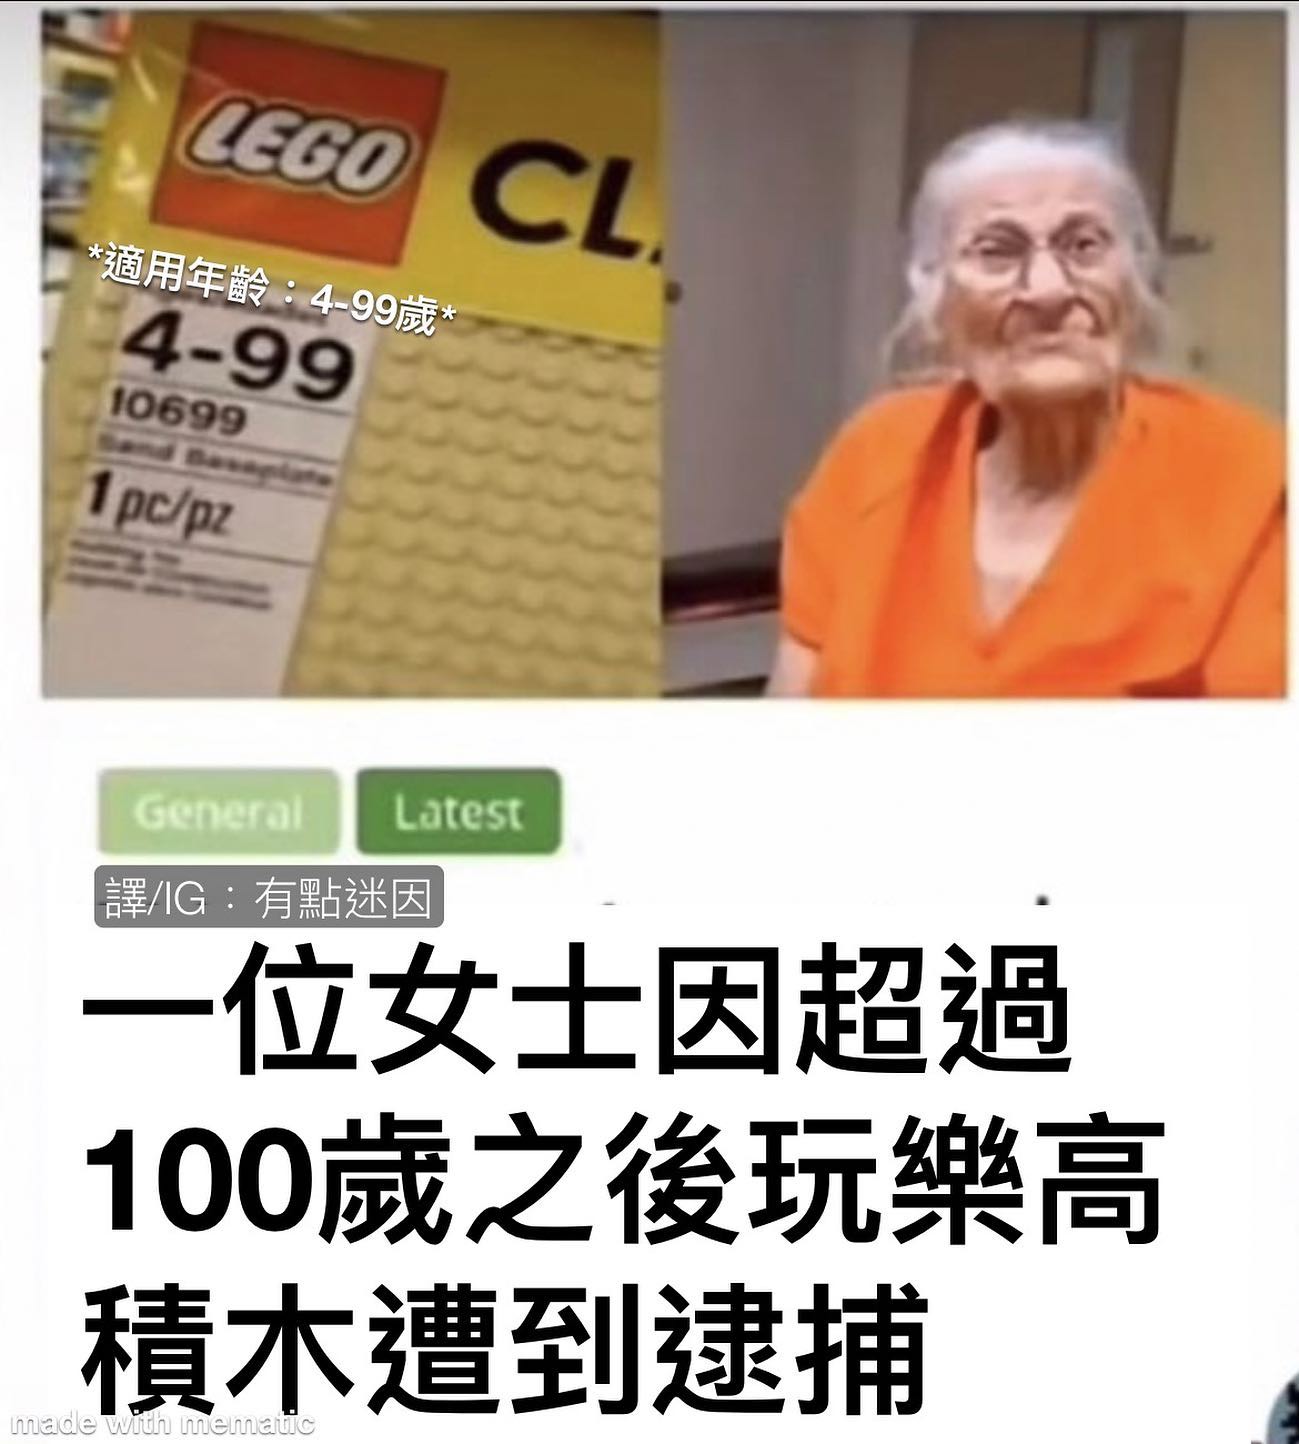 LEGO
CL
*適用年齡：4-99歲*
4-99
10699
Sand Baseplate
1 pc/pz
General
Latest
譯/IG：有點迷因
一位女士因超過
100歲之後玩樂高
積木遭到逮捕
made with mematic